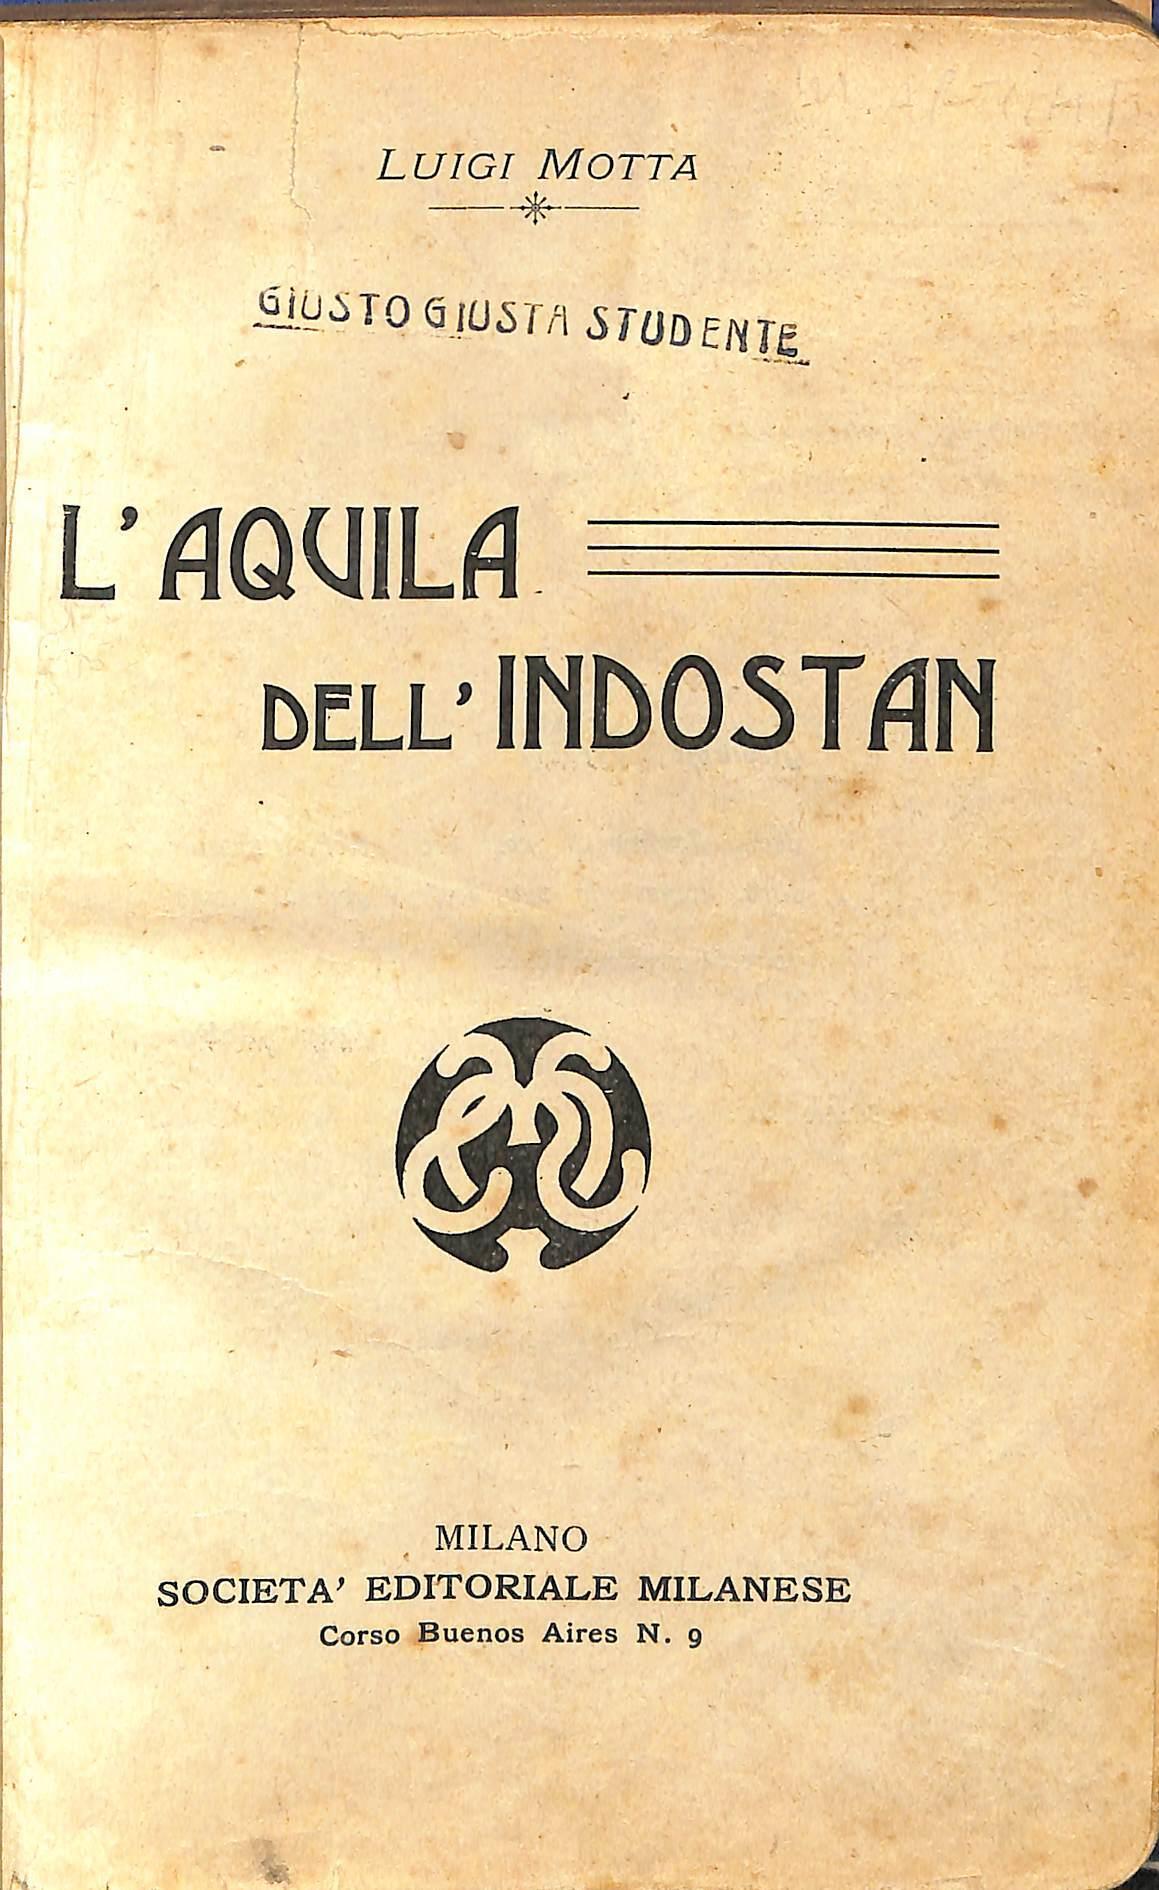 LUIGI MOTTA
GIUSTO GIUSTA STUDENTE
L'AQUILA
DELL'INDOSTAN
MILANO
SOCIETA' EDITORIALE MILANESE
Corso Buenos Aires N. 9